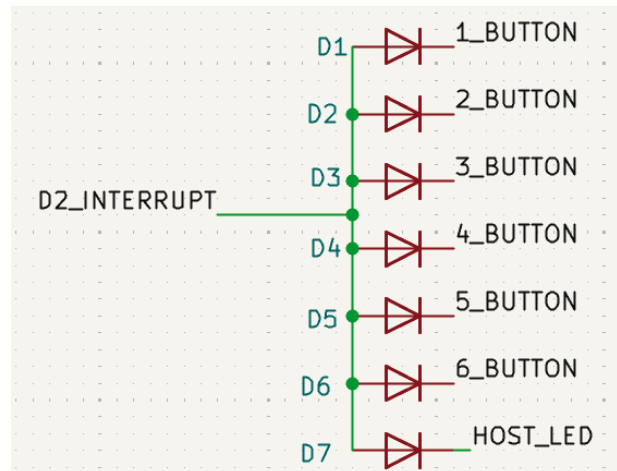 D1 1_BUTTON
D2 2_BUTTON
D3 3_BUTTON
D2_INTERRUPT
D4 4_BUTTON
D5 5_BUTTON
D6 6_BUTTON
D7 HOST_LED